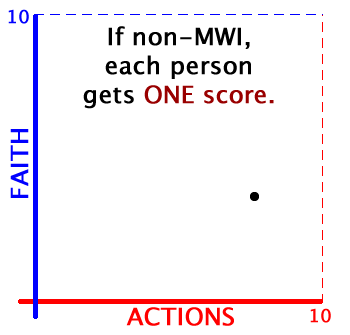 10
If non-MWI,
each person
gets ONE score.
FAITH
ACTIONS
10